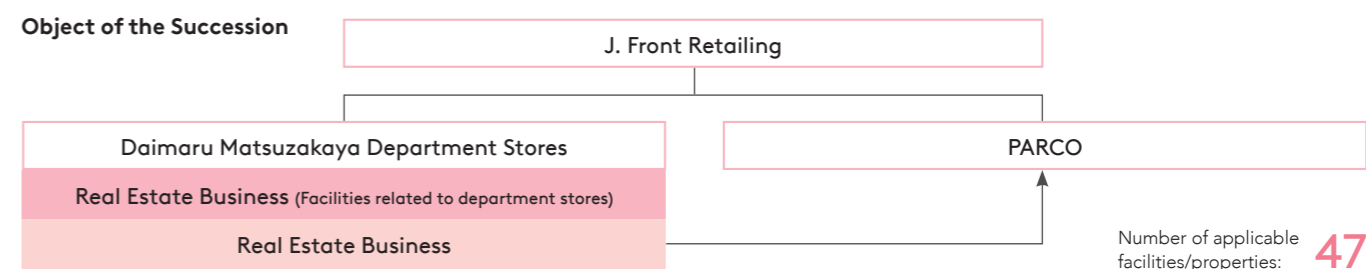 Object of the Succession
J. Front Retailing
Daimaru Matsuzakaya Department Stores
PARCO
Real Estate Business (Facilities related to department stores)
Real Estate Business
Number of applicable
facilities/properties: 47